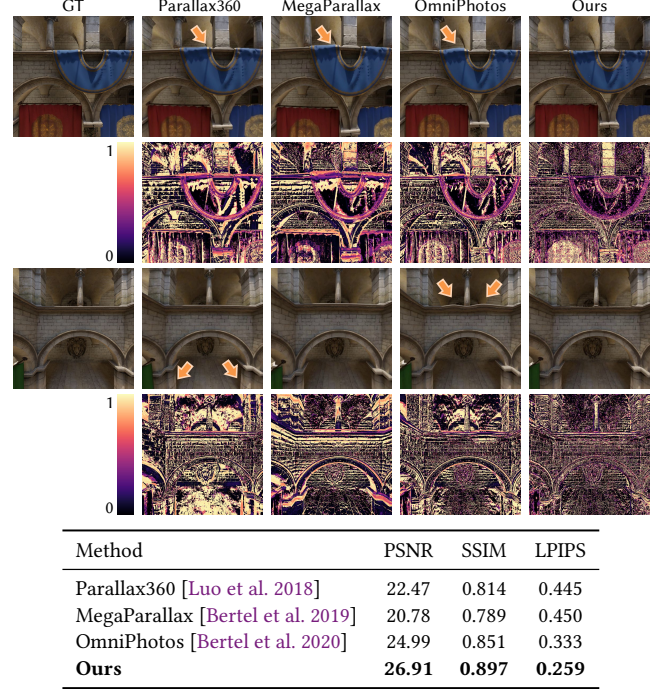 GT Parallax360 MegaParallax OmniPhotos Ours
1
0
1
0
Method PSNR SSIM LPIPS
Parallax360 [Luo et al. 2018] 22.47 0.814 0.445
MegaParallax [Bertel et al. 2019] 20.78 0.789 0.450
OmniPhotos [Bertel et al. 2020] 24.99 0.851 0.333
Ours 26.91 0.897 0.259